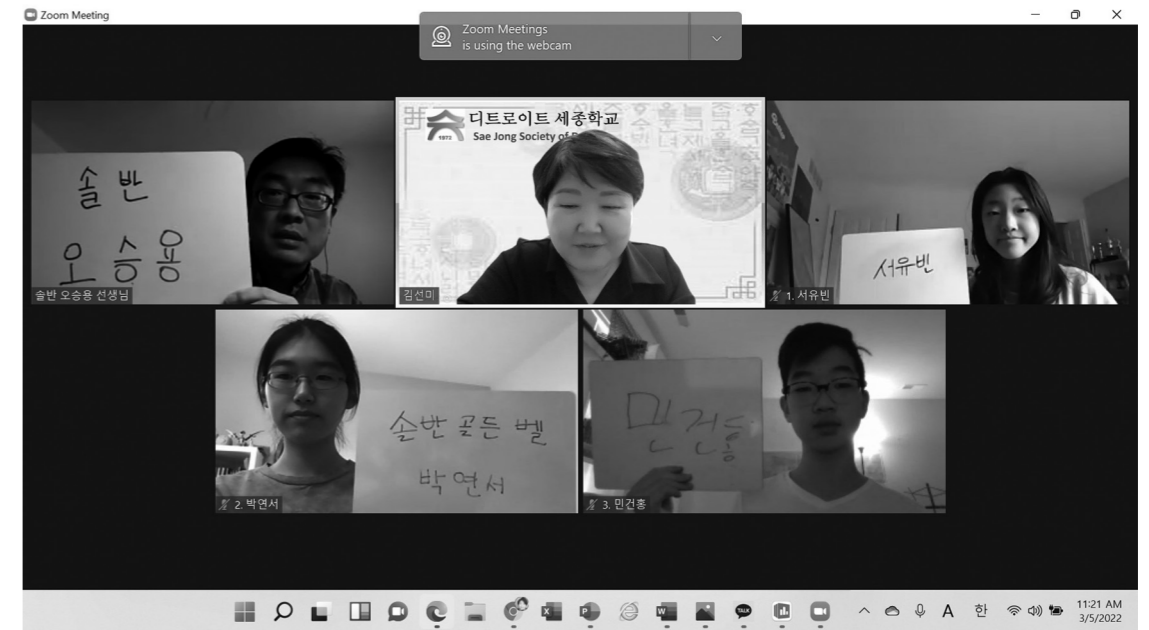 Zoom Meeting
Zoom Meetings
is using the webcam
솔반
오승용
솔반 오승용 선생님
1872
디트로이트 세종학교
Sae Jong Society of
김선미
서유빈
1. 서유빈
솔반 골든 벨
박연서
2. 박연서
민건홍
3. 민건홍
TALK
A
한
11:21 AM
3/5/2022